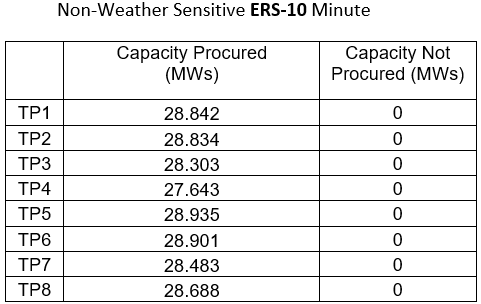 Non-Weather Sensitive ERS-10 Minute
Capacity Procured (MWs) Capacity Not Procured (MWs)
TP1 28.842 0
TP2 28.834 0
TP3 28.303 0
TP4 27.643 0
TP5 28.935 0
TP6 28.901 0
TP7 28.483 0
TP8 28.688 0